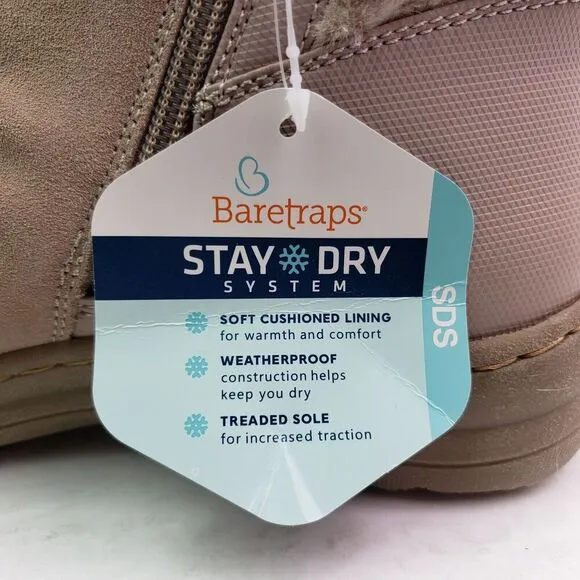 Baretraps®
STAY DRY
SYSTEM
SOFT CUSHIONED LINING
for warmth and comfort
WEATHERPROOF
construction helps
keep you dry
TREADED SOLE
for increased traction
SDS